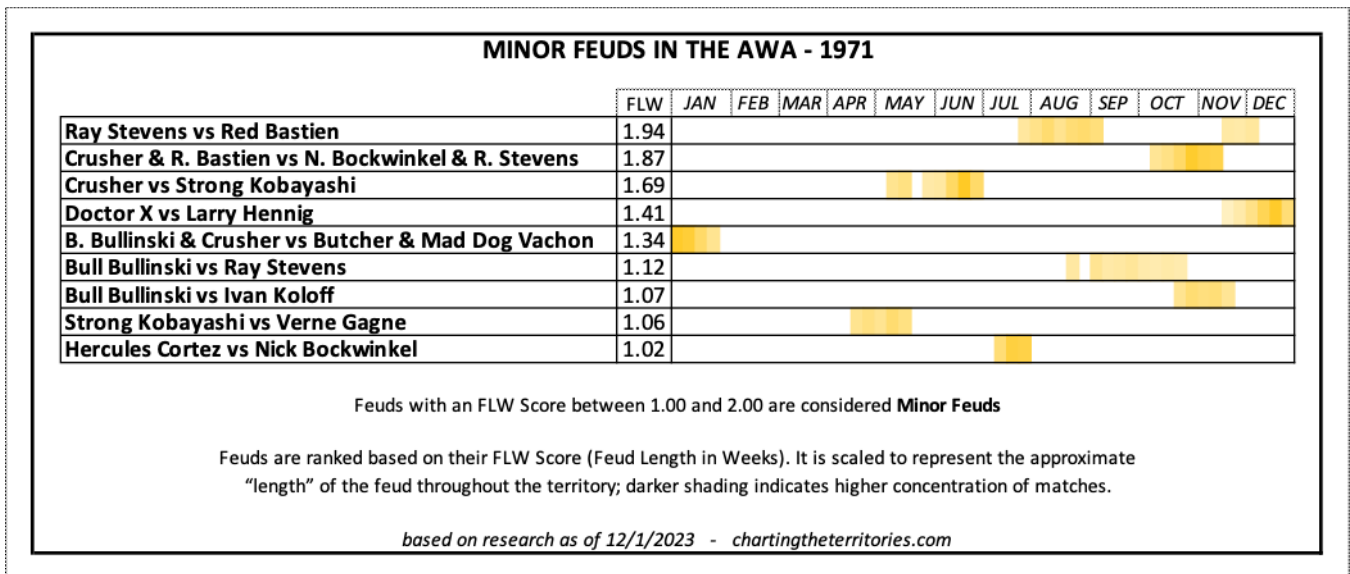 MINOR FEUDS IN THE AWA - 1971
FLW JAN FEB MAR APR MAY JUN JUL AUG SEP OCT NOV DEC
Ray Stevens vs Red Bastien 1.94
Crusher & R. Bastien vs N. Bockwinkel & R. Stevens 1.87
Crusher vs Strong Kobayashi 1.69
Doctor X vs Larry Hennig 1.41
B. Bullinski & Crusher vs Butcher & Mad Dog Vachon 1.34
Bull Bullinski vs Ray Stevens 1.12
Bull Bullinski vs Ivan Koloff 1.07
Strong Kobayashi vs Verne Gagne 1.06
Hercules Cortez vs Nick Bockwinkel 1.02
Feuds with an FLW Score between 1.00 and 2.00 are considered Minor Feuds
Feuds are ranked based on their FLW Score (Feud Length in Weeks). It is scaled to represent the approximate
“length” of the feud throughout the territory; darker shading indicates higher concentration of matches.
based on research as of 12/1/2023 - chartingtheterritories.com